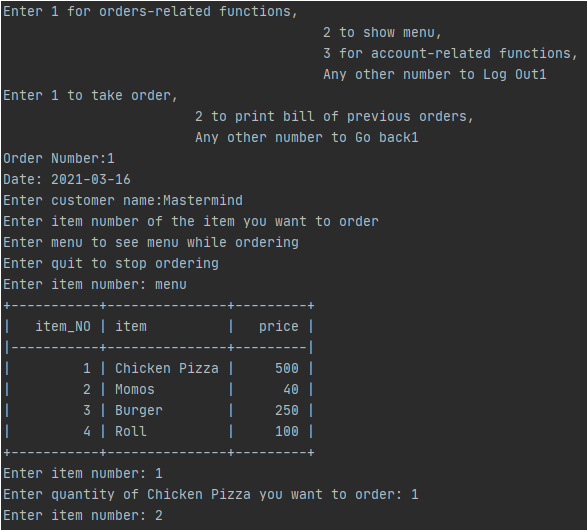 Enter 1 for orders-related functions,
2 to show menu,
3 for account-related functions,
Any other number to Log Out1
Enter 1 to take order,
2 to print bill of previous orders,
Any other number to Go back1
Order Number:1
Date: 2021-03-16
Enter customer name:Mastermind
Enter item number of the item you want to order
Enter menu to see menu while ordering
Enter quit to stop ordering
Enter item number: menu
+-----------+---------------+---------+
|   item_NO | item          |   price |
|-----------+---------------+---------|
|         1 | Chicken Pizza |     500 |
|         2 | Momos         |      40 |
|         3 | Burger        |     250 |
|         4 | Roll          |     100 |
+-----------+---------------+---------+
Enter item number: 1
Enter quantity of Chicken Pizza you want to order: 1
Enter item number: 2